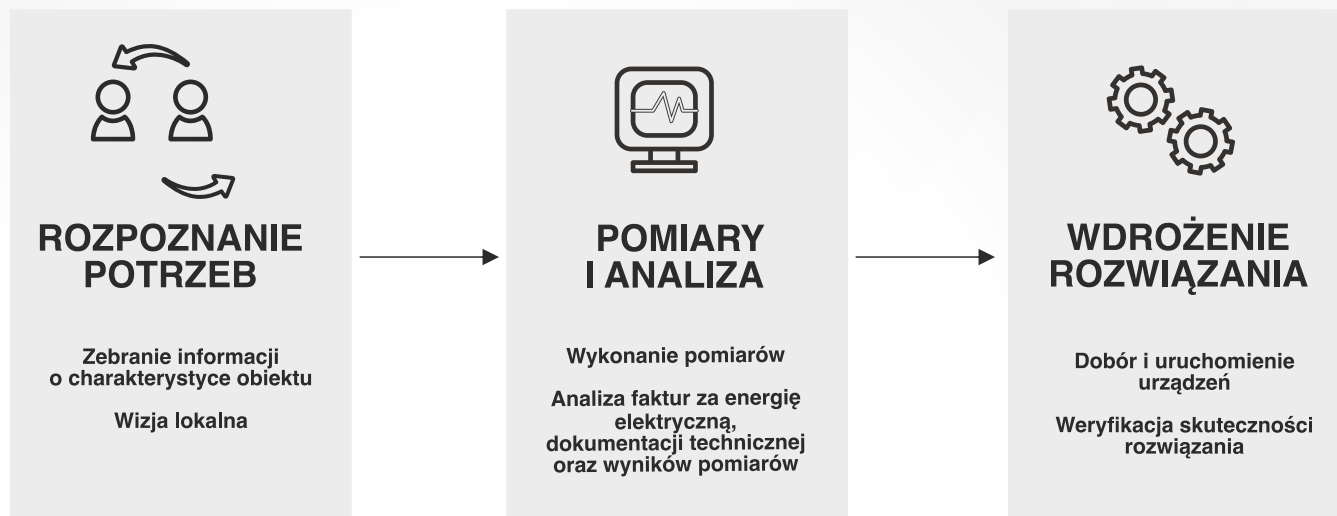 ROZPOZNANIE
POTRZEB
Zebranie informacji
o charakterystyce obiektu
Wizja lokalna
POMIARY
I ANALIZA
Wykonanie pomiarów
Analiza faktur za energię
elektryczną,
dokumentacji technicznej
oraz wyników pomiarów
WDROŻENIE
ROZWIĄZANIA
Dobór i uruchomienie
urządzeń
Weryfikacja skuteczności
rozwiązania